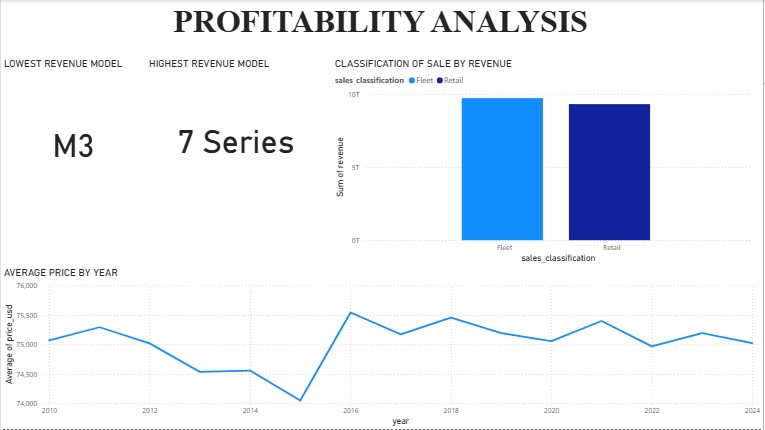 PROFITABILITY ANALYSIS
LOWEST REVENUE MODEL
M3
HIGHEST REVENUE MODEL
7 Series
CLASSIFICATION OF SALE BY REVENUE
sales_classification Fleet Retail
Sum of revenue
10T
5T
0T
Fleet Retail
sales_classification
AVERAGE PRICE BY YEAR
Average of price_usd
76,000
75,500
75,000
74,500
74,000
2010 2012 2014 2016 2018 2020 2022 2024
year